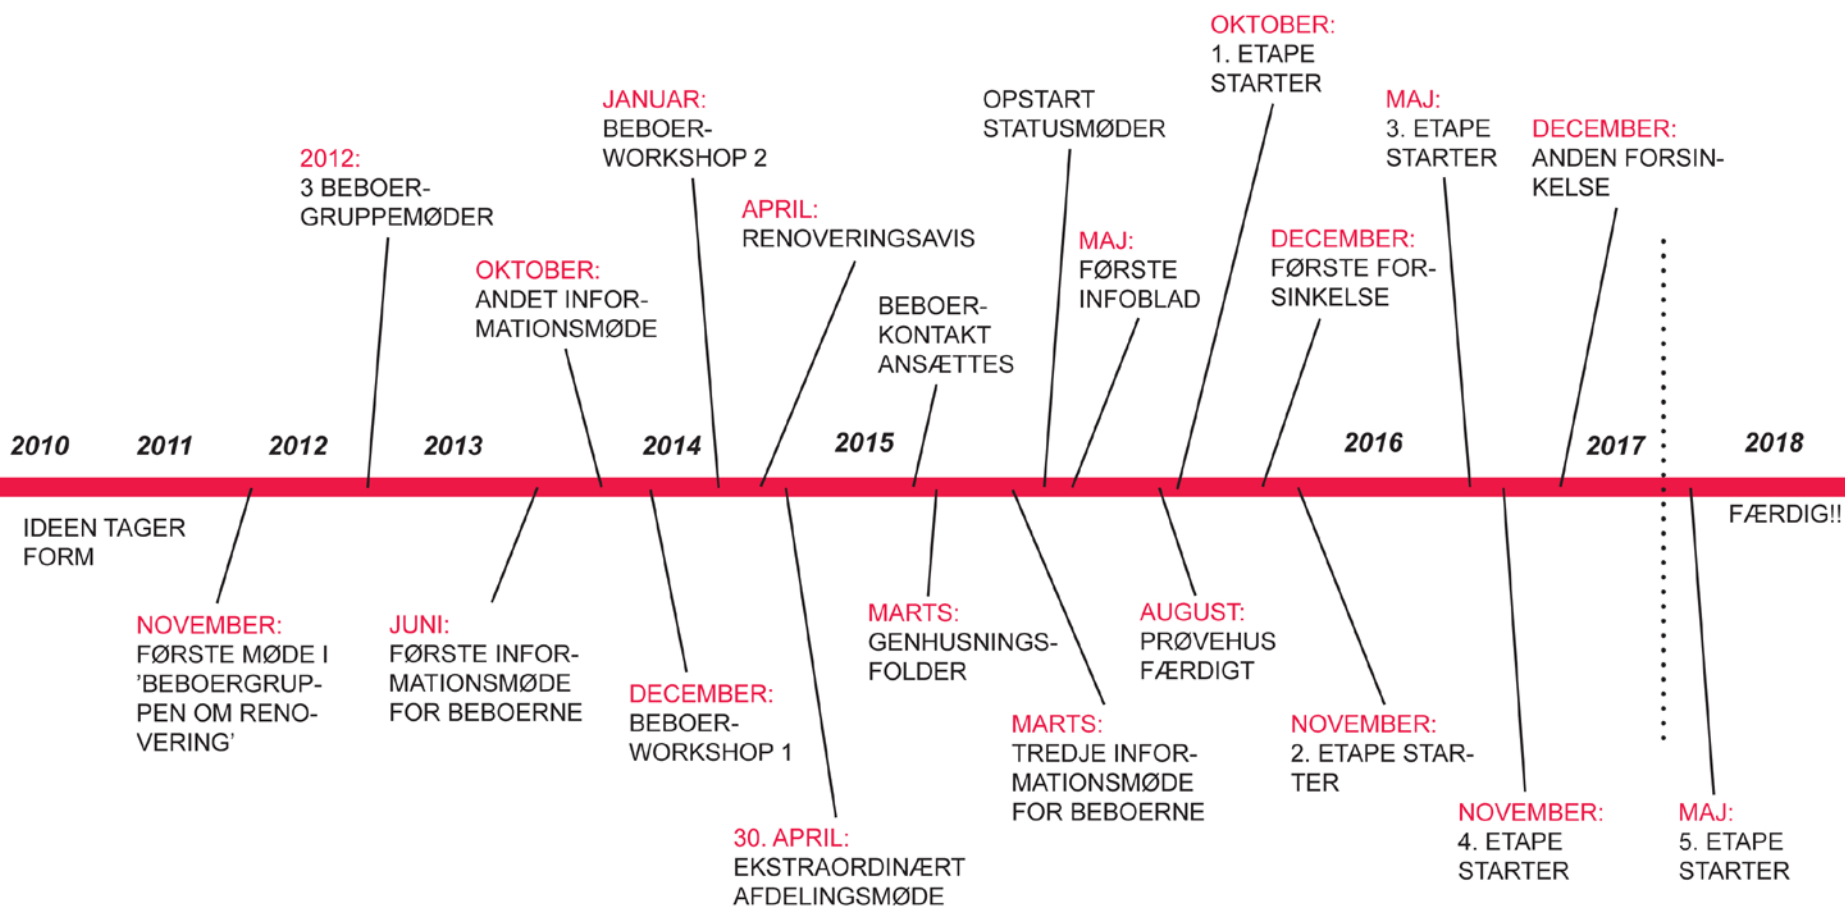 OKTOBER:
1. ETAPE
STARTER
JANUAR:
BEBOER-
WORKSHOP 2
OPSTART
STATUSMØDER
MAJ:
3. ETAPE
STARTER
DECEMBER:
ANDEN FORSIN-
KELSE
2012:
3 BEBOER-
GRUPPEMØDER
APRIL:
RENOVERINGSAVIS
MAJ:
FØRSTE
INFOBLAD
DECEMBER:
FØRSTE FOR-
SINKELSE
OKTOBER:
ANDET INFOR-
MATIONSMØDE
BEBOER-
KONTAKT
ANSÆTTES
2010 2011 2012 2013 2014 2015 2016 2017 2018
IDEEN TAGER
FORM
FÆRDIG!!
NOVEMBER:
FØRSTE MØDE I
’BEBOERGRUP-
PEN OM RENO-
VERING’
JUNI:
FØRSTE INFOR-
MATIONSMØDE
FOR BEBOERNE
DECEMBER:
BEBOER-
WORKSHOP 1
30. APRIL:
EKSTRAORDINÆRT
AFDELINGSMØDE
MARTS:
GENHUSNINGS-
FOLDER
MARTS:
TREDJE INFOR-
MATIONSMØDE
FOR BEBOERNE
AUGUST:
PRØVEHUS
FÆRDIGT
NOVEMBER:
2. ETAPE STAR-
TER
NOVEMBER:
4. ETAPE
STARTER
MAJ:
5. ETAPE
STARTER